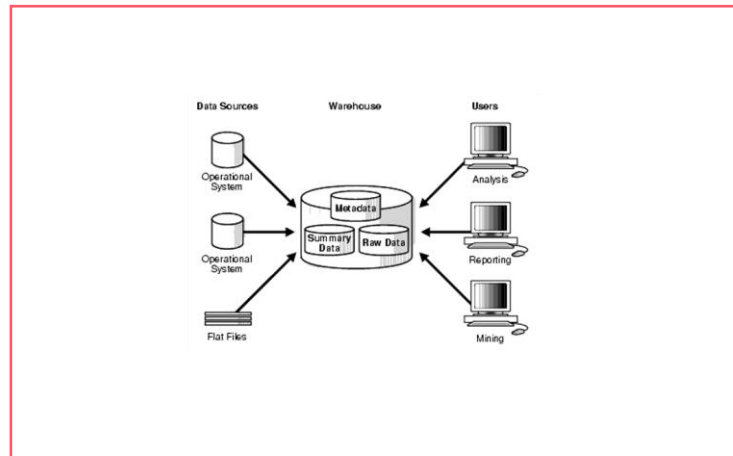 Data Sources
Warehouse
Users
Operational
System
Operational
System
Flat Files
Metadata
Summary
Data
Raw Data
Analysis
Reporting
Mining